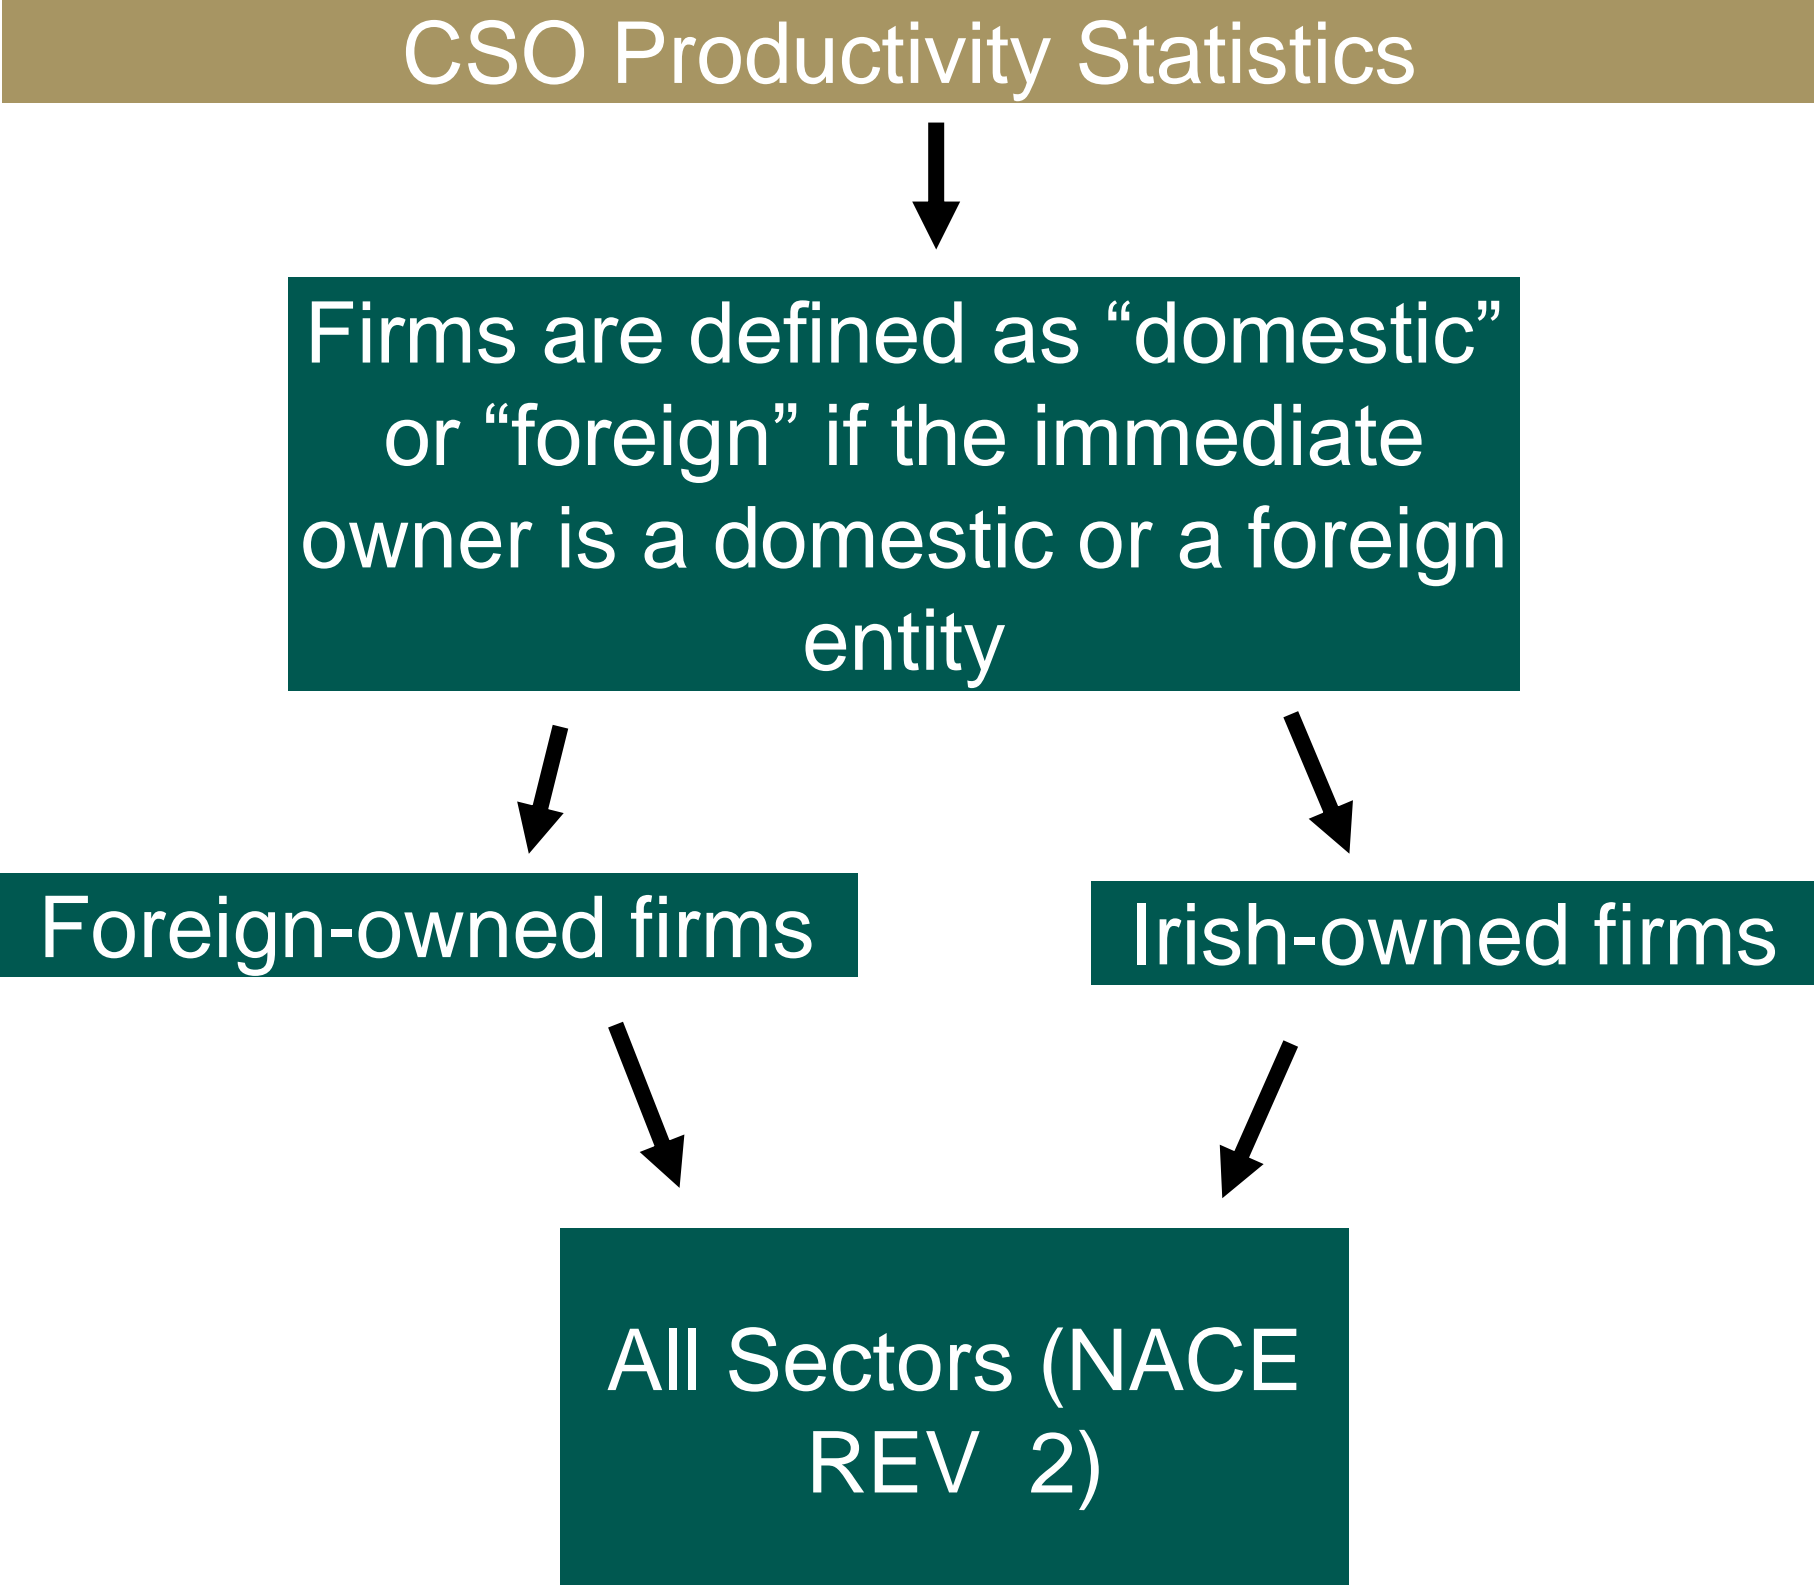 CSO Productivity Statistics
Firms are defined as “domestic”
or “foreign” if the immediate
owner is a domestic or a foreign
entity
Foreign-owned firms
Irish-owned firms
All Sectors (NACE
REV  2)